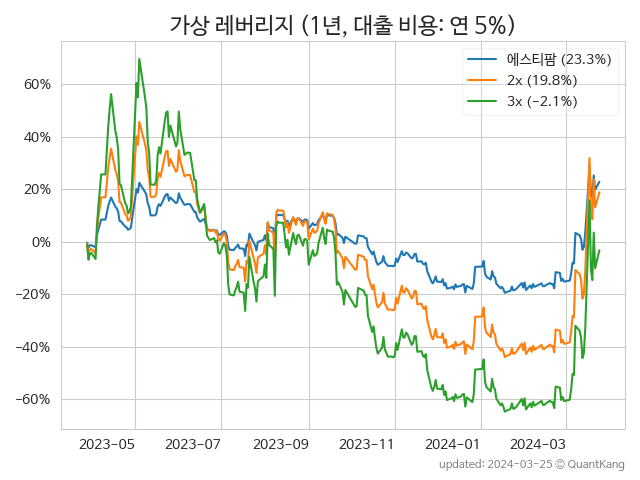 가상 레버리지 (1년, 대출 비용: 연 5%)
에스티팜 (23.3%)
2x (19.8%)
3x (−2.1%)
60%
40%
20%
0%
−20%
−40%
−60%
2023-05 2023-07 2023-09 2023-11 2024-01 2024-03
updated: 2024-03-25 © QuantKang